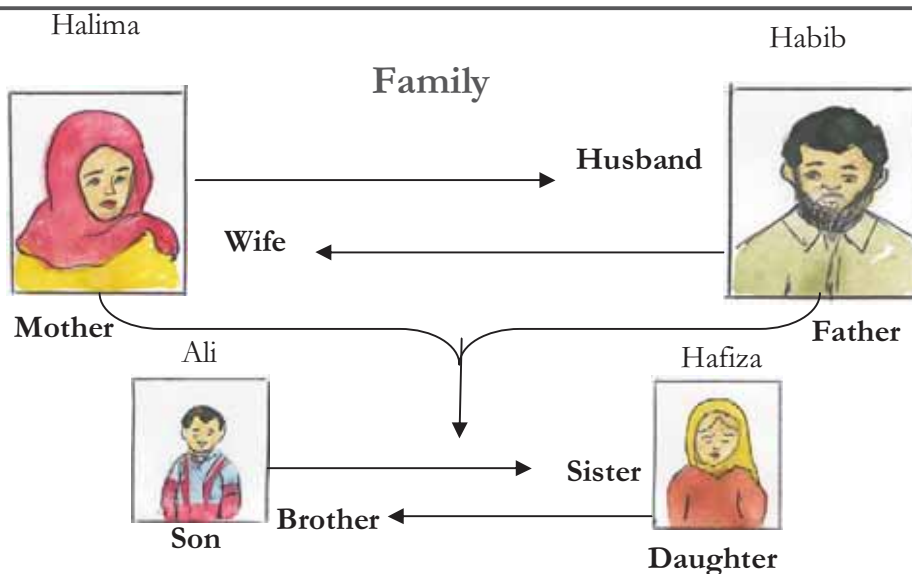 Halima
Habib
Family
Husband
Wife
Mother
Father
Ali
Hafiza
Sister
Brother
Son
Daughter